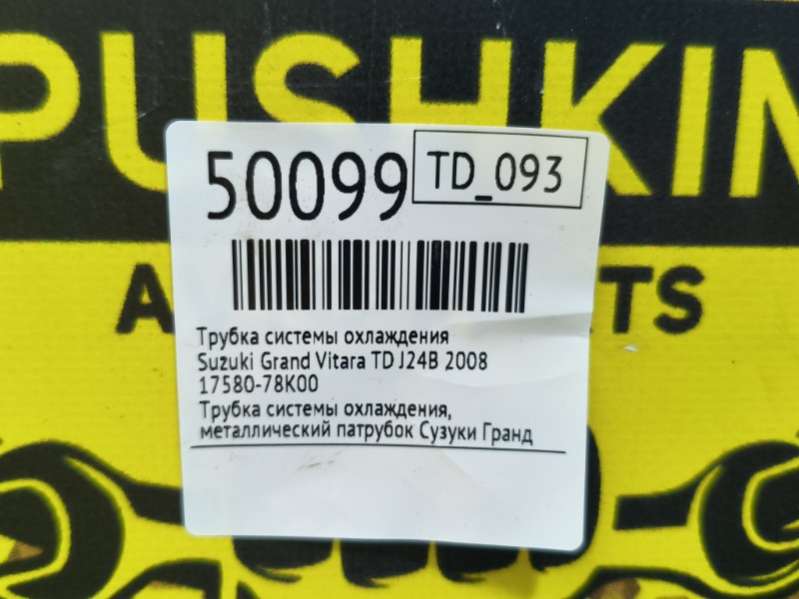 PUSHKIN
50099
TD_093
A
TS
Трубка системы охлаждения
Suzuki Grand Vitara TD J24B 2008
17580-78K00
Трубка системы охлаждения,
металлический патрубок Сузуки Гранд